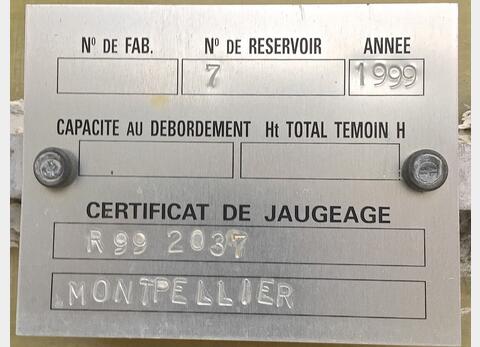 Nº DE FAB. Nº DE RESERVOIR ANNEE
7 1999
CAPACITE AU DEBORDEMENT Ht TOTAL TEMOIN H
CERTIFICAT DE JAUGEAGE
R99 2037
MONTPELLIER